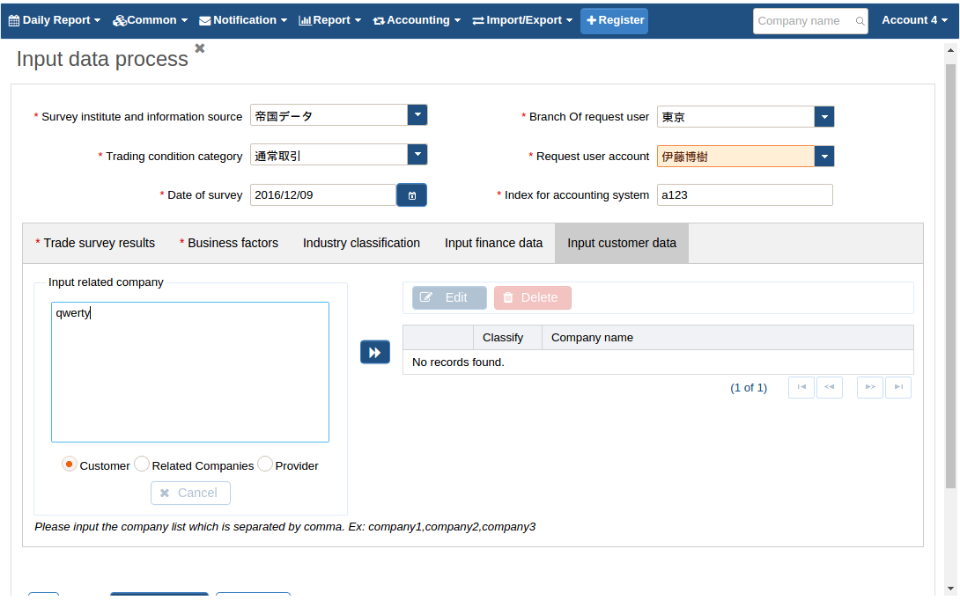 Daily Report Common Notification Report Accounting Import/Export Register Company name Account 4
Input data process
* Survey institute and information source 帝国データ * Branch Of request user 東京
* Trading condition category 通常取引 * Request user account 伊藤博樹
* Date of survey 2016/12/09 * Index for accounting system a123
* Trade survey results * Business factors Industry classification Input finance data Input customer data
Input related company
qwerty
Edit Delete
Classify Company name
No records found.
(1 of 1)
Customer Related Companies Provider
Cancel
Please input the company list which is separated by comma. Ex: company1,company2,company3